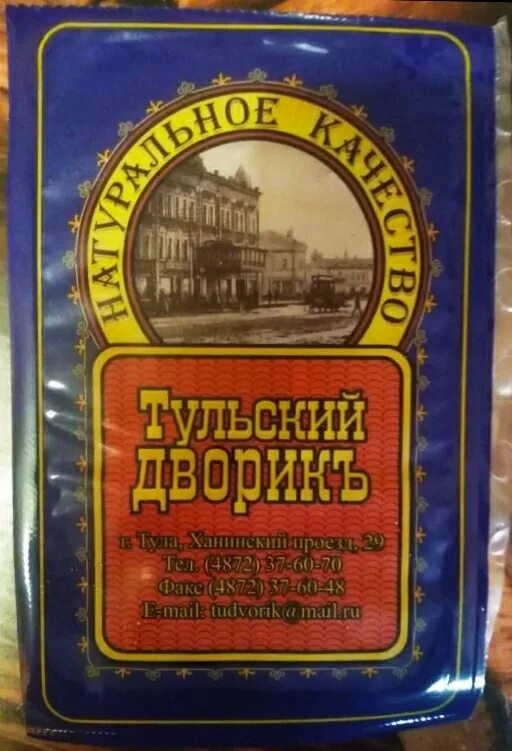 НАТУРАЛЬНОЕ КАЧЕСТВО
ТУЛЬСКИЙ
ДВОРИКЪ
г. Тула, Ханинский проезд, 29
Тел. (4872) 37-60-70
Факс (4872) 37-60-48
E-mail: tudvorik@mail.ru